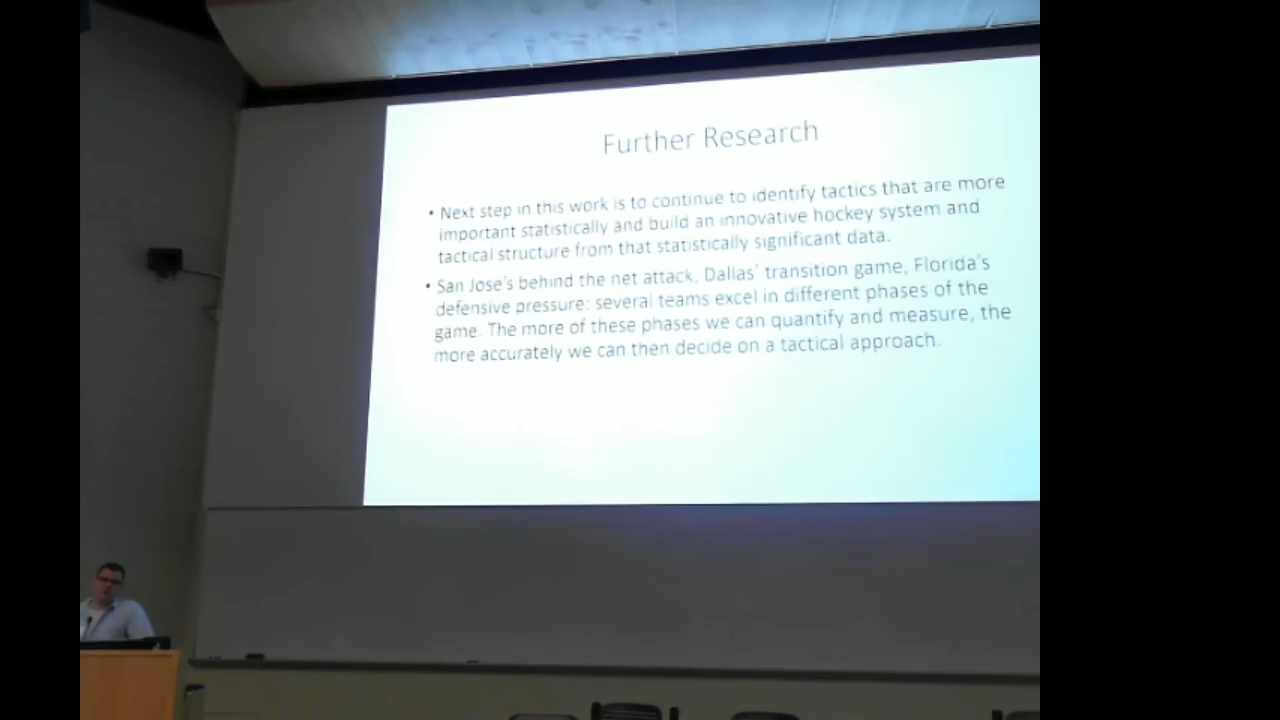 Further Research
• Next step in this work is to continue to identify tactics that are more
important statistically and build an innovative hockey system and
tactical structure from that statistically significant data.
• San Jose's behind the net attack, Dallas' transition game, Florida's
defensive pressure: several teams excel in different phases of the
game. The more of these phases we can quantify and measure, the
more accurately we can then decide on a tactical approach.